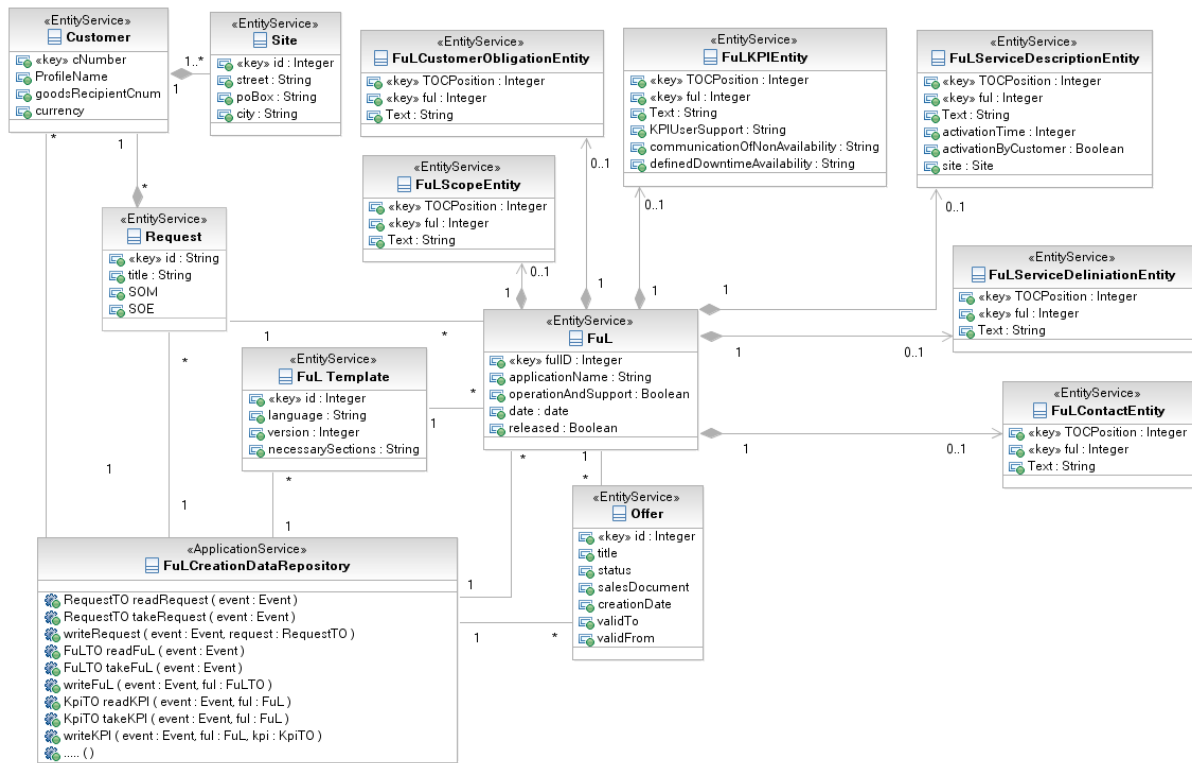 «EntityService»
Customer
«key» cNumber
ProfileName
goodsRecipientCnum
currency
1
1..*
«EntityService»
Site
«key» id : Integer
street : String
poBox : String
city : String
«EntityService»
FuLCustomerObligationEntity
«key» TOCPosition : Integer
«key» ful : Integer
Text : String
«EntityService»
FuLKPIEntity
«key» TOCPosition : Integer
«key» ful : Integer
Text : String
KPIUserSupport : String
communicationOfNonAvailability : String
definedDowntimeAvailability : String
«EntityService»
FuLServiceDescriptionEntity
«key» TOCPosition : Integer
«key» ful : Integer
Text : String
activationTime : Integer
activationByCustomer : Boolean
site : Site
*
1
*
0..1
0..1
0..1
«EntityService»
FuLScopeEntity
«key» TOCPosition : Integer
«key» ful : Integer
Text : String
0..1
«EntityService»
Request
«key» id : String
title : String
SOM
SOE
«EntityService»
FuLServiceDeliniationEntity
«key» TOCPosition : Integer
«key» ful : Integer
Text : String
1
1
1
1
1
0..1
1
*
«EntityService»
FuL
«key» fulID : Integer
applicationName : String
operationAndSupport : Boolean
date : date
released : Boolean
*
«EntityService»
FuL Template
«key» id : Integer
language : String
version : Integer
necessarySections : String
*
1
«EntityService»
FuLContactEntity
«key» TOCPosition : Integer
«key» ful : Integer
Text : String
1
0..1
1
*
1
*
*
1
1
1
«EntityService»
Offer
«key» id : Integer
title
status
salesDocument
creationDate
validTo
validFrom
«ApplicationService»
FuLCreationDataRepository
RequestTO readRequest ( event : Event )
RequestTO takeRequest ( event : Event )
writeRequest ( event : Event, request : RequestTO )
FuLTO readFuL ( event : Event )
FuLTO takeFuL ( event : Event )
writeFuL ( event : Event, ful : FuLTO )
KpiTO readKPI ( event : Event, ful : FuL )
KpiTO takeKPI ( event : Event, ful : FuL )
writeKPI ( event : Event, ful : FuL, kpi : KpiTO )
..... ( )
1
1
*